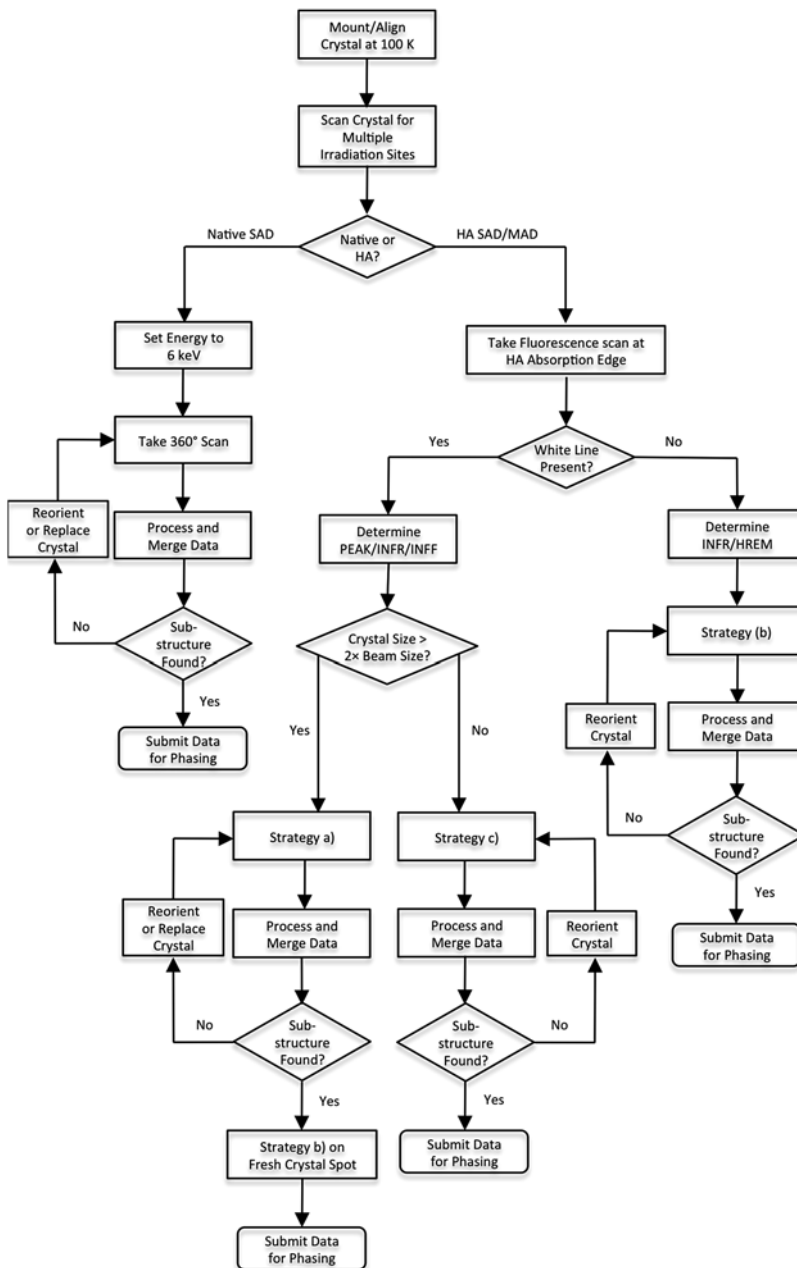 Mount/Align
Crystal at 100 K
Scan Crystal for
Multiple
Irradiation Sites
Native SAD
Native or
HA?
HA SAD/MAD
Set Energy to
6 keV
Take Fluorescence scan at
HA Absorption Edge
Take 360° Scan
Yes
White Line
Present?
No
Reorient
or Replace
Crystal
Process and
Merge Data
Determine
PEAK/INFR/INFF
Determine
INFR/HREM
No
Sub-
structure
Found?
Crystal Size >
2× Beam Size?
Strategy (b)
Yes
Submit Data
for Phasing
Yes
No
Reorient
Crystal
Process and
Merge Data
No
Sub-
structure
Found?
Strategy a)
Strategy c)
Yes
Reorient
or Replace
Crystal
Process and
Merge Data
Process and
Merge Data
Reorient
Crystal
Submit Data
for Phasing
No
Sub-
structure
Found?
Sub-
structure
Found?
No
Yes
Yes
Strategy b) on
Fresh Crystal Spot
Submit Data
for Phasing
Submit Data
for Phasing